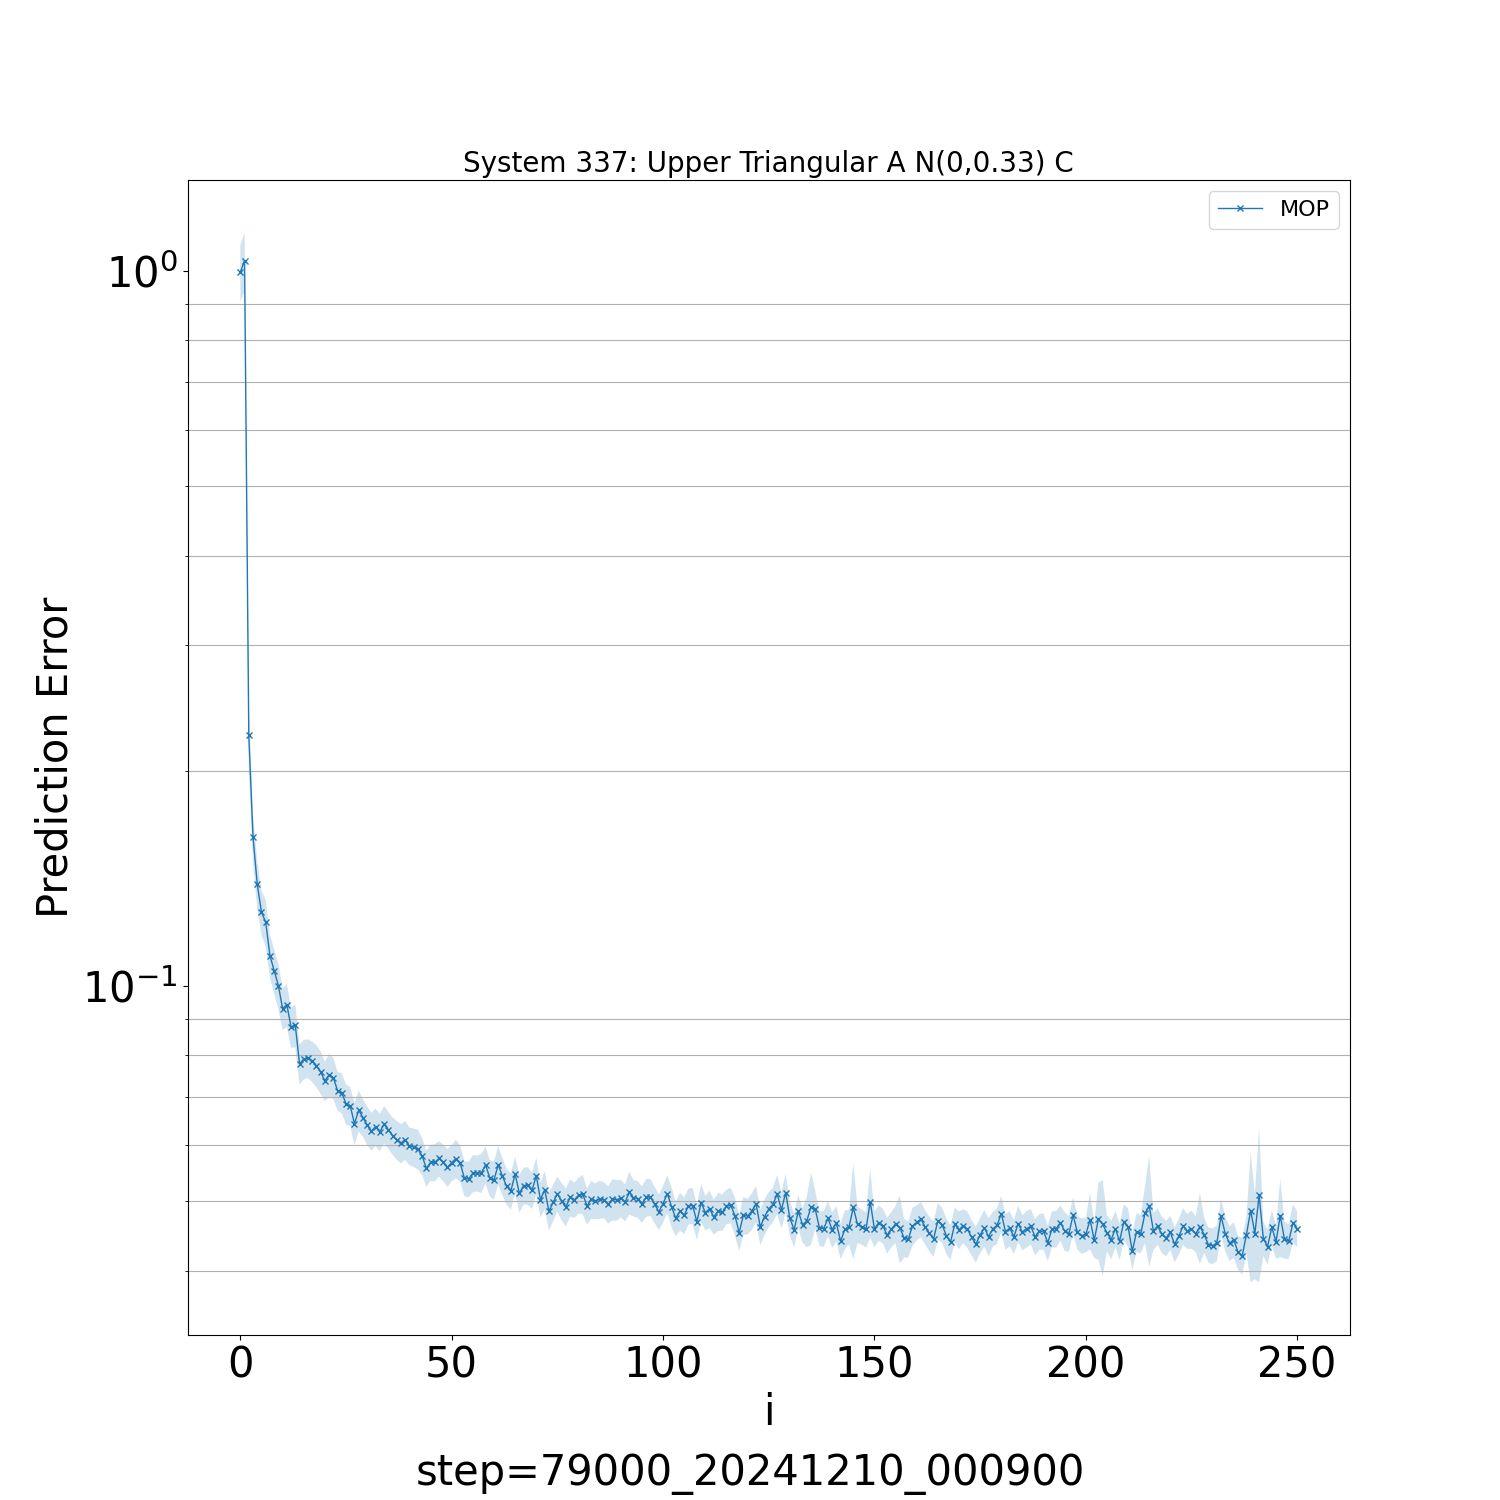 System 337: Upper Triangular A N(0,0.33) C
MOP
10⁰
10⁻¹
Prediction Error
0 50 100 150 200 250
i
step=79000_20241210_000900